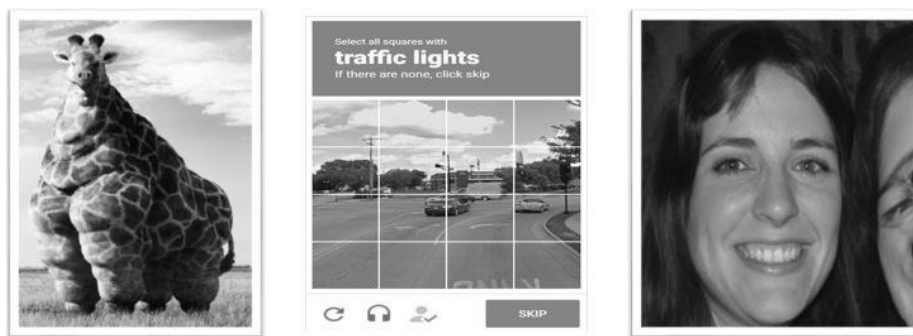 Select all squares with
traffic lights
If there are none, click skip
SKIP